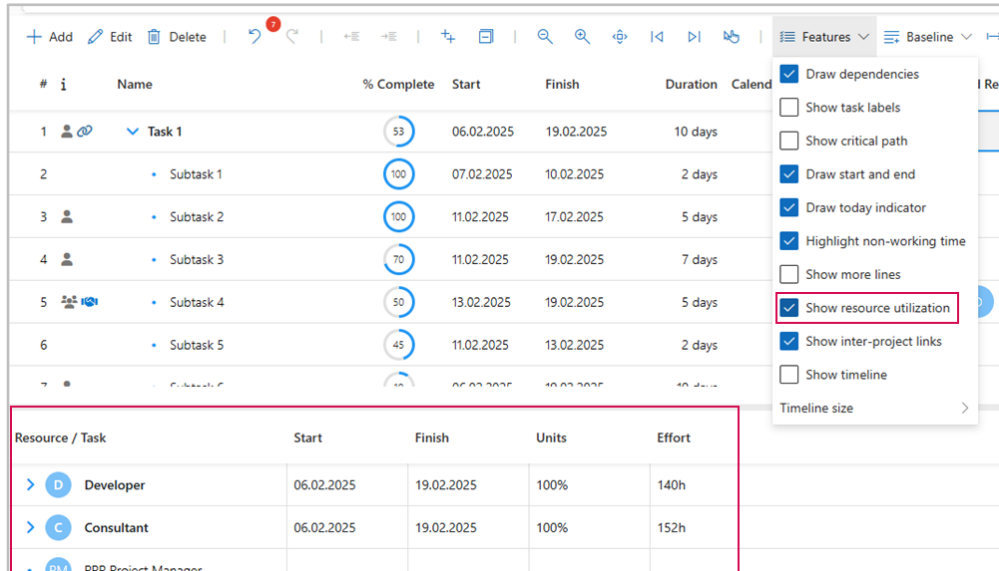 Add Edit Delete 7 Features Baseline
# i Name % Complete Start Finish Duration Calend
Draw dependencies
Show task labels
Show critical path
Draw start and end
Draw today indicator
Highlight non-working time
Show more lines
Show resource utilization
Show inter-project links
Show timeline
Timeline size
1 Task 1 53 06.02.2025 19.02.2025 10 days
2 Subtask 1 100 07.02.2025 10.02.2025 2 days
3 Subtask 2 100 11.02.2025 17.02.2025 5 days
4 Subtask 3 70 11.02.2025 19.02.2025 7 days
5 Subtask 4 50 13.02.2025 19.02.2025 5 days
6 Subtask 5 45 11.02.2025 13.02.2025 2 days
Resource / Task Start Finish Units Effort
D Developer 06.02.2025 19.02.2025 100% 140h
C Consultant 06.02.2025 19.02.2025 100% 152h
PM PPP Project Manager